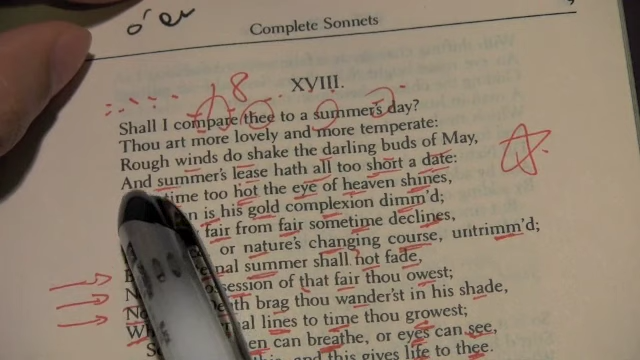 Complete Sonnets
18
XVIII.
Shall I compare thee to a summer's day?
Thou art more lovely and more temperate:
Rough winds do shake the darling buds of May,
And summer's lease hath all too short a date:
time too hot the eye of heaven shines,
is his gold complexion dimm'd;
fair from fair sometime declines,
or nature's changing course, untrimm'd;
summer shall not fade,
of that fair thou owest;
brag thou wander'st in his shade,
lines to time thou growest;
can breathe, or eyes can see,
and this gives life to thee.